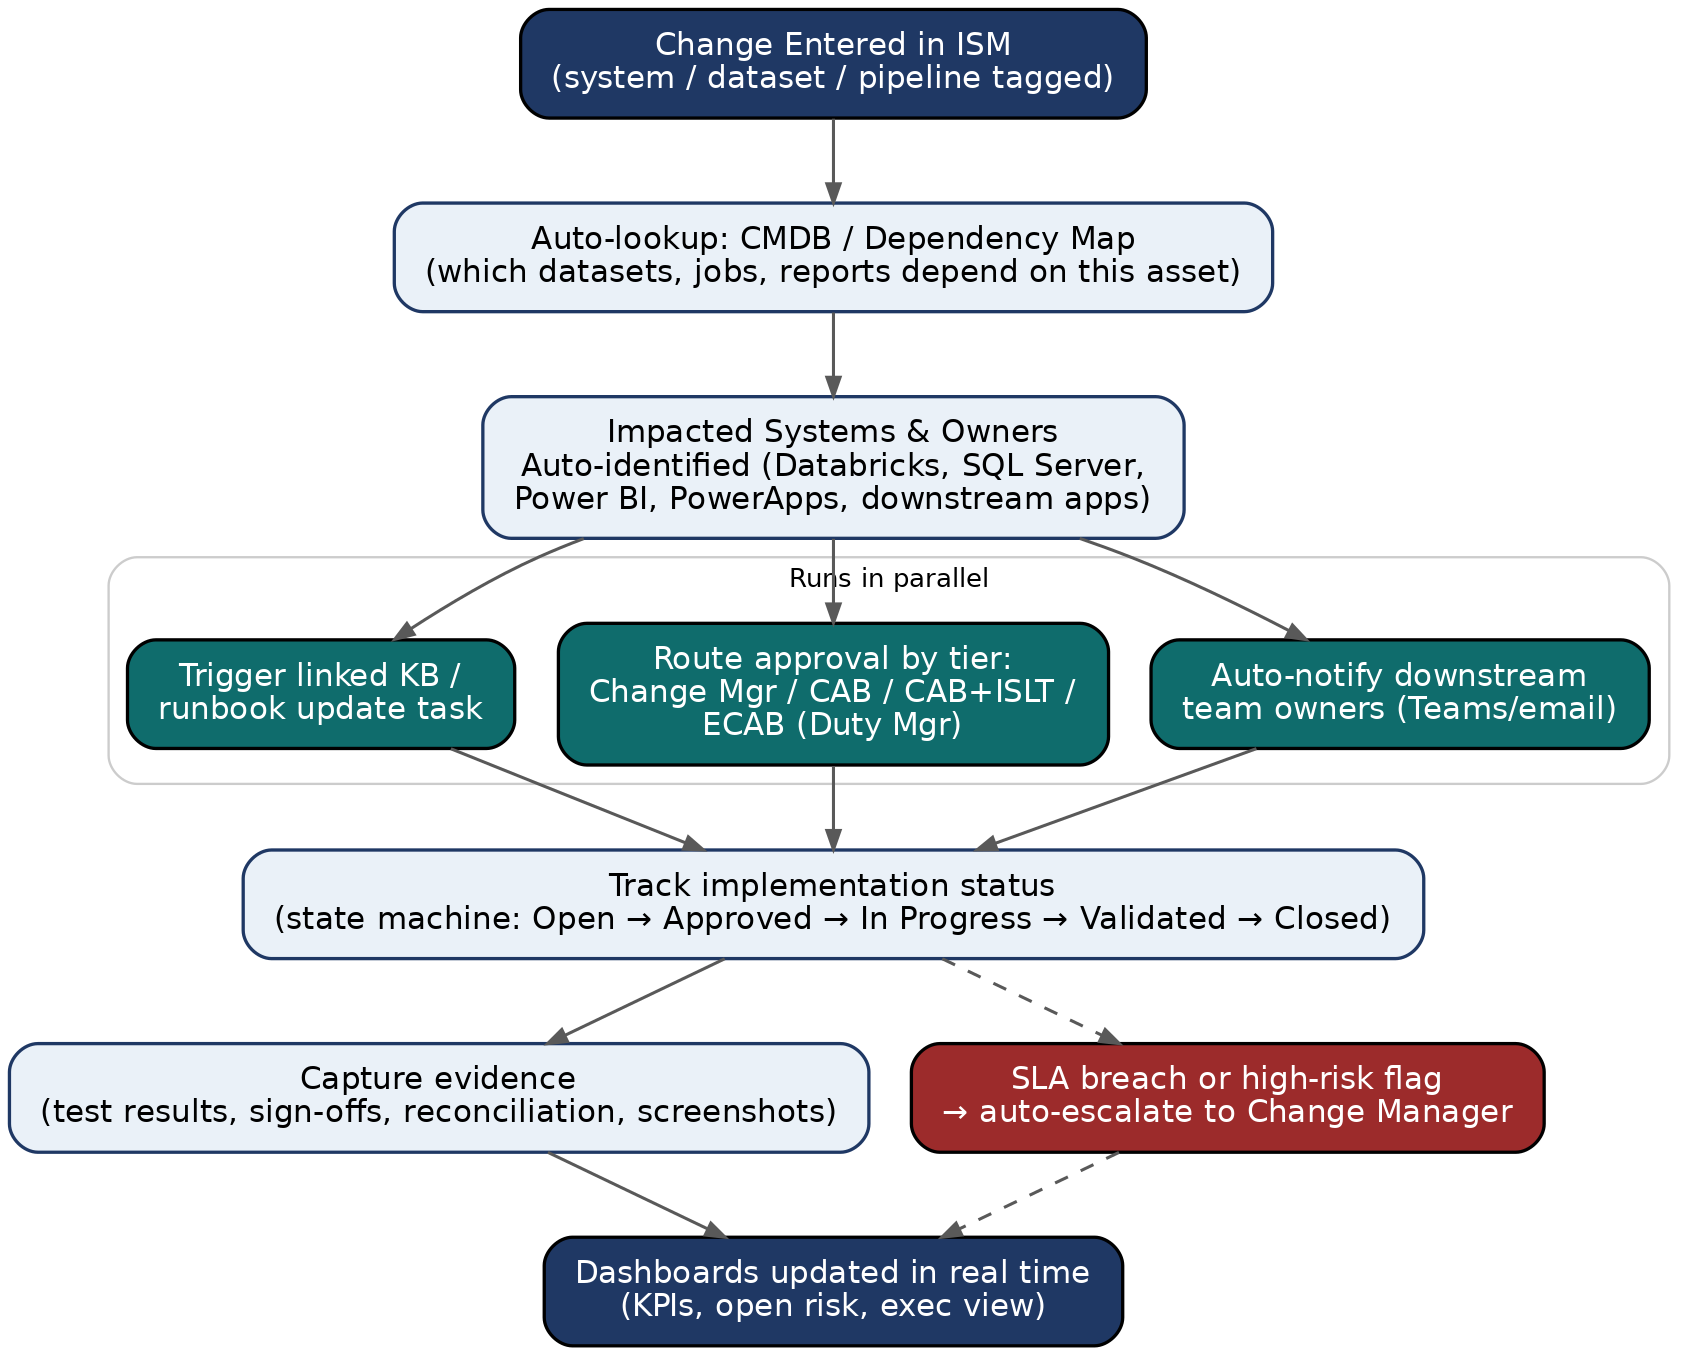 Change Entered in ISM
(system / dataset / pipeline tagged)
Auto-lookup: CMDB / Dependency Map
(which datasets, jobs, reports depend on this asset)
Impacted Systems & Owners
Auto-identified (Databricks, SQL Server,
Power BI, PowerApps, downstream apps)
Runs in parallel
Trigger linked KB /
runbook update task
Route approval by tier:
Change Mgr / CAB / CAB+ISLT /
ECAB (Duty Mgr)
Auto-notify downstream
team owners (Teams/email)
Track implementation status
(state machine: Open → Approved → In Progress → Validated → Closed)
Capture evidence
(test results, sign-offs, reconciliation, screenshots)
SLA breach or high-risk flag
→ auto-escalate to Change Manager
Dashboards updated in real time
(KPIs, open risk, exec view)